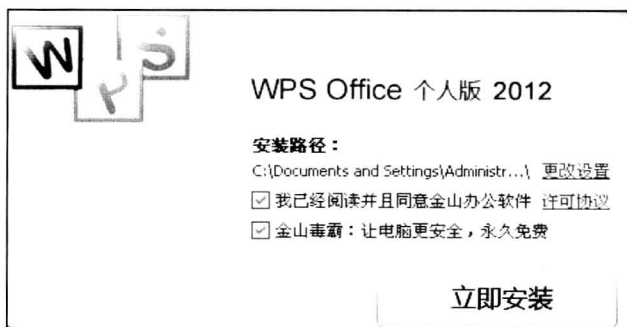 W P S
WPS Office 个人版 2012
安装路径：
C:\Documents and Settings\Administr...\ 更改设置
我已经阅读并且同意金山办公软件 许可协议
金山毒霸：让电脑更安全，永久免费
立即安装